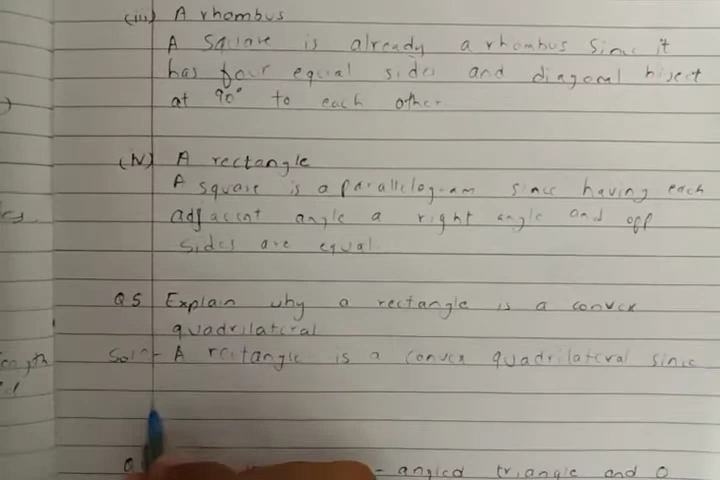 (iii) A rhombus
A square is already a rhombus since it
has four equal sides and diagonal bisect
at 90° to each other
(iv) A rectangle
A square is a parallelogram since having each
adjacent angle a right angle and opp
sides are equal
Q5 Explain why a rectangle is a convex
quadrilateral
Soln- A rectangle is a convex quadrilateral since
- angled triangle and O